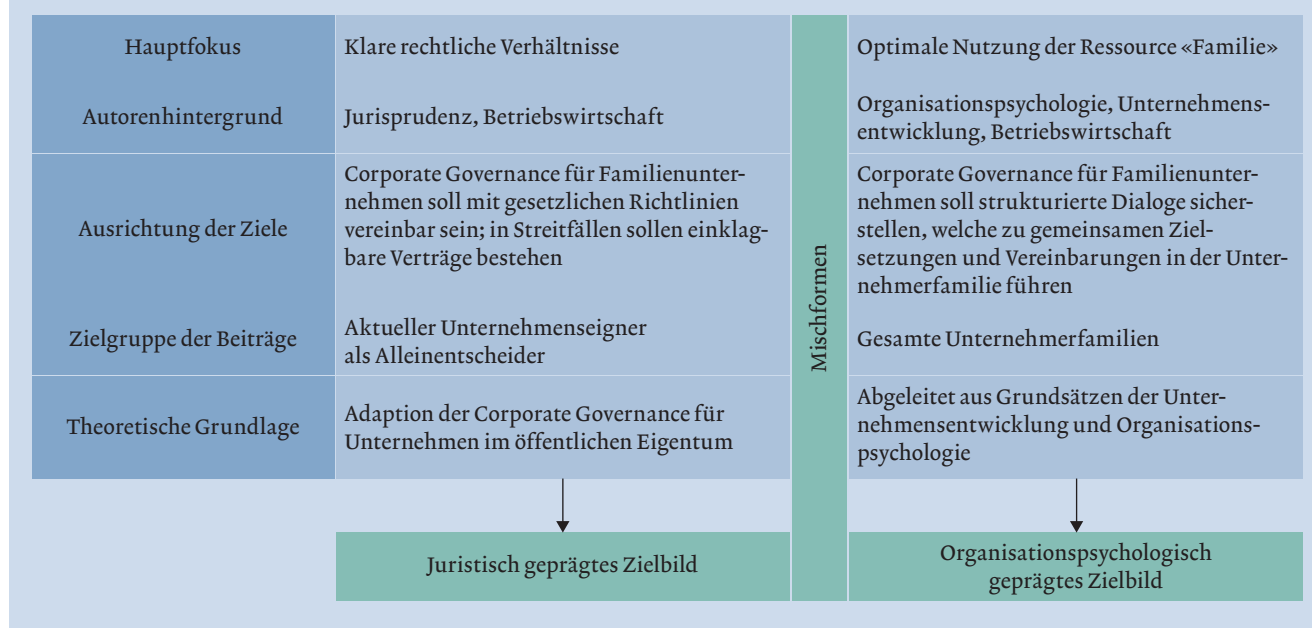 Hauptfokus
Klare rechtliche Verhältnisse
Optimale Nutzung der Ressource «Familie»
Autorenhintergrund
Jurisprudenz, Betriebswirtschaft
Organisationspsychologie, Unternehmens-
entwicklung, Betriebswirtschaft
Ausrichtung der Ziele
Corporate Governance für Familienunter-
nehmen soll mit gesetzlichen Richtlinien
vereinbar sein; in Streitfällen sollen einklag-
bare Verträge bestehen
Corporate Governance für Familienunter-
nehmen soll strukturierte Dialoge sicher-
stellen, welche zu gemeinsamen Ziel-
setzungen und Vereinbarungen in der Unter-
nehmerfamilie führen
Zielgruppe der Beiträge
Aktueller Unternehmenseigner
als Alleinentscheider
Gesamte Unternehmerfamilien
Theoretische Grundlage
Adaption der Corporate Governance für
Unternehmen im öffentlichen Eigentum
Abgeleitet aus Grundsätzen der Unter-
nehmensentwicklung und Organisations-
psychologie
Mischformen
Juristisch geprägtes Zielbild
Organisationspsychologisch
geprägtes Zielbild